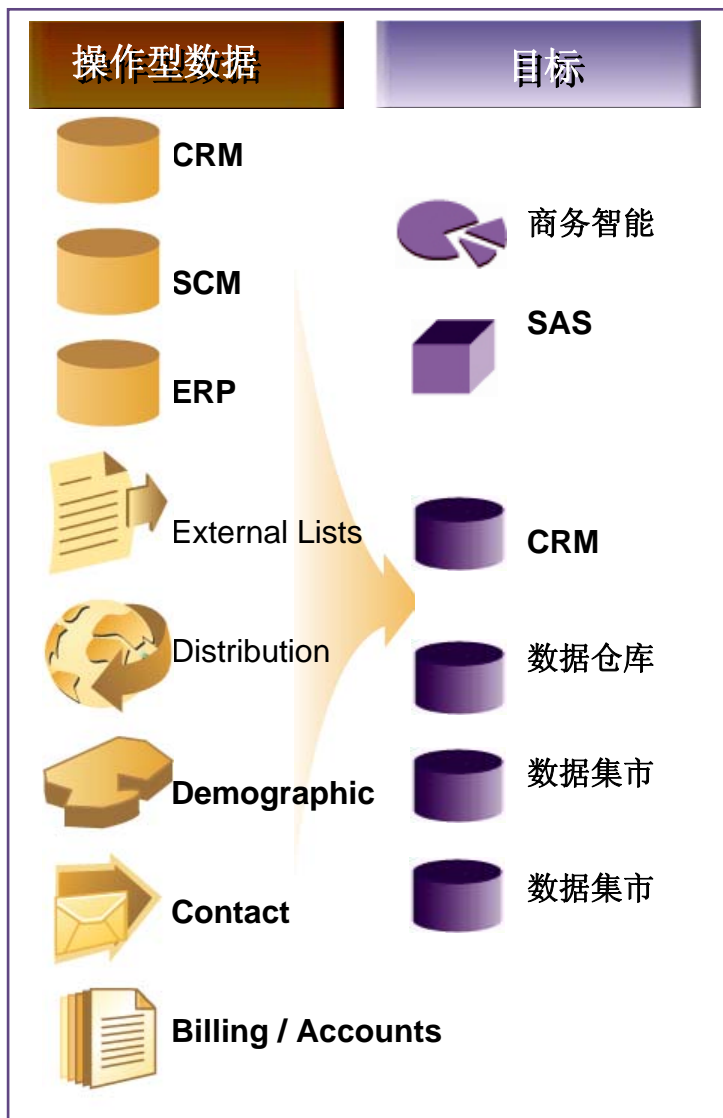 操作型数据
CRM
SCM
ERP
External Lists
Distribution
Demographic
Contact
Billing / Accounts
目标
商务智能
SAS
CRM
数据仓库
数据集市
数据集市